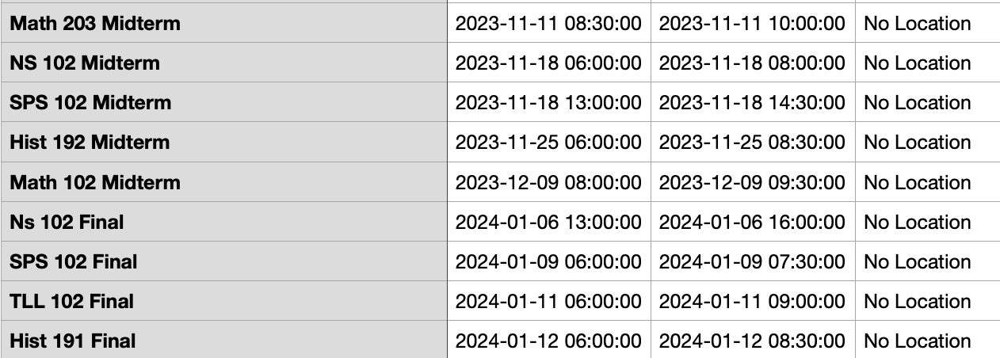 Math 203 Midterm 2023-11-11 08:30:00 2023-11-11 10:00:00 No Location
NS 102 Midterm 2023-11-18 06:00:00 2023-11-18 08:00:00 No Location
SPS 102 Midterm 2023-11-18 13:00:00 2023-11-18 14:30:00 No Location
Hist 192 Midterm 2023-11-25 06:00:00 2023-11-25 08:30:00 No Location
Math 102 Midterm 2023-12-09 08:00:00 2023-12-09 09:30:00 No Location
Ns 102 Final 2024-01-06 13:00:00 2024-01-06 16:00:00 No Location
SPS 102 Final 2024-01-09 06:00:00 2024-01-09 07:30:00 No Location
TLL 102 Final 2024-01-11 06:00:00 2024-01-11 09:00:00 No Location
Hist 191 Final 2024-01-12 06:00:00 2024-01-12 08:30:00 No Location